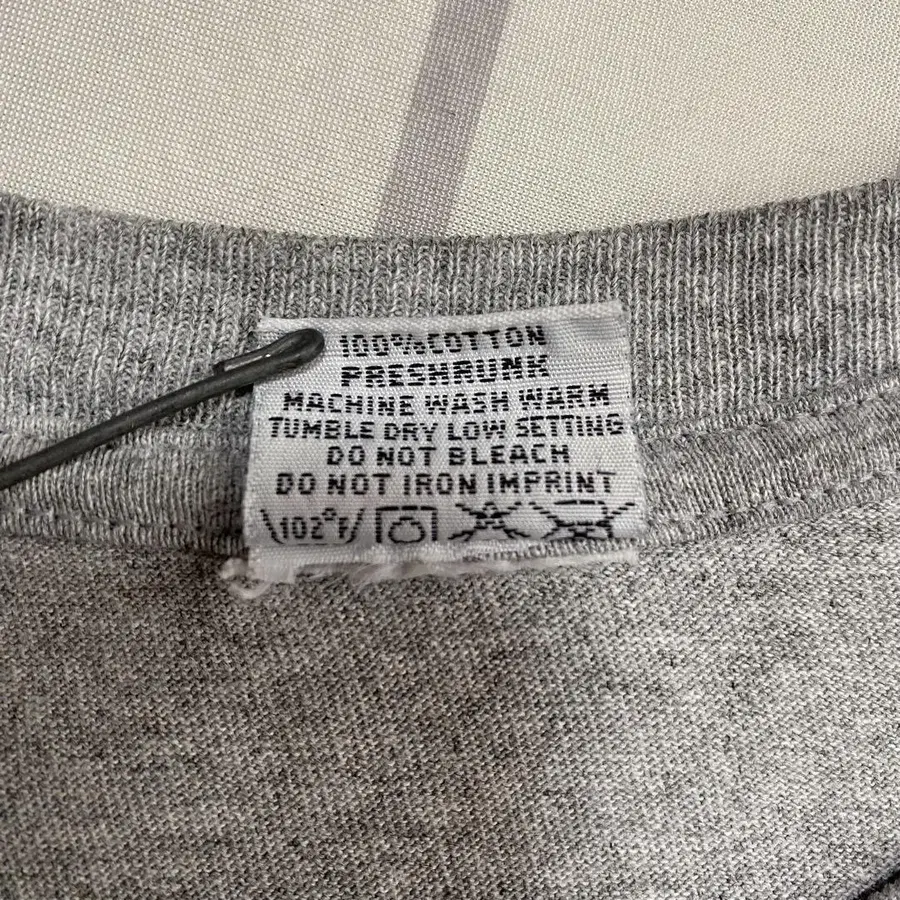 100% COTTON
PRESHRUNK
MACHINE WASH WARM
TUMBLE DRY LOW SETTING
DO NOT BLEACH
DO NOT IRON IMPRINT
102°F